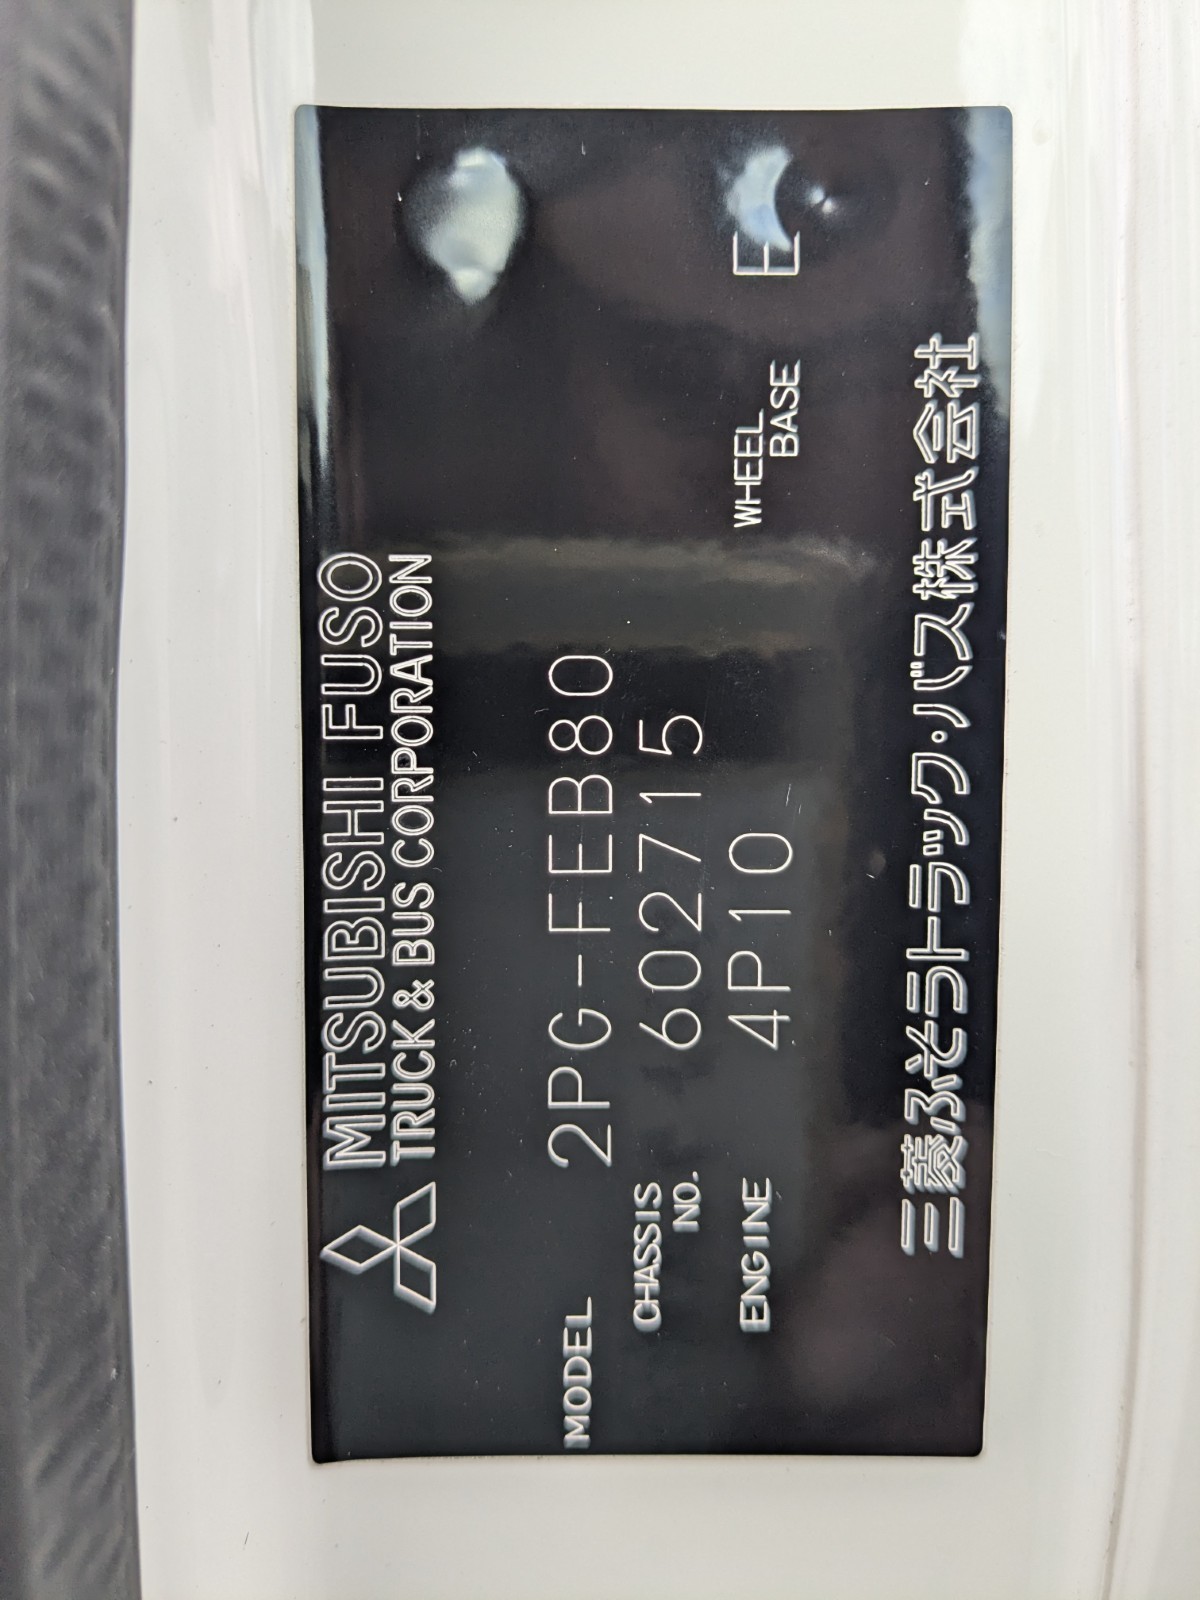 MITSUBISHI FUSO
TRUCK & BUS CORPORATION
MODEL 2PG-FEB80
CHASSIS NO. 602715
ENGINE 4P10
WHEEL BASE E
三菱ふそうトラック・バス株式会社